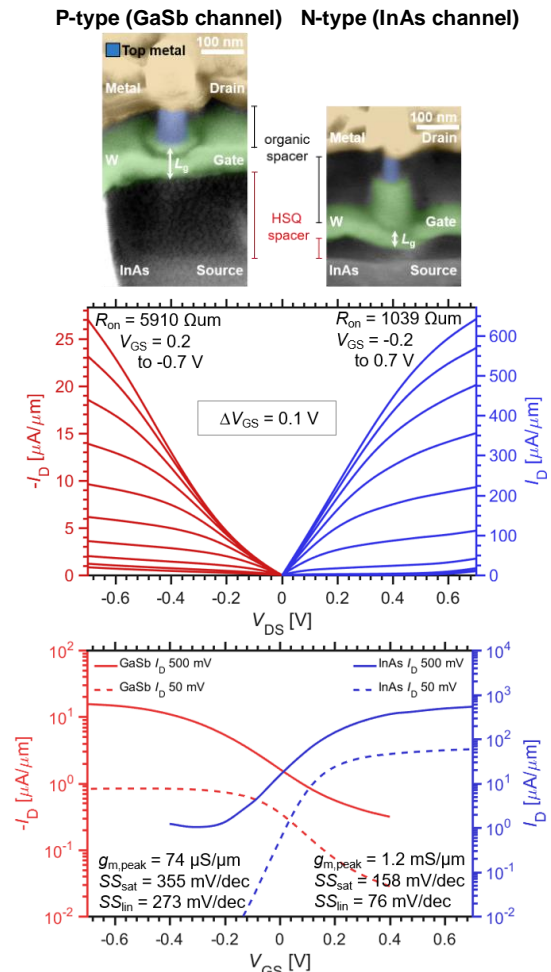 P-type (GaSb channel) N-type (InAs channel)
Top metal
100 nm
Metal
Drain
W
Lg
Gate
InAs
Source
organic
spacer
HSQ
spacer
100 nm
Metal
Drain
W
Gate
Lg
InAs
Source
Ron = 5910 Ωum
VGS = 0.2
to -0.7 V
Ron = 1039 Ωum
VGS = -0.2
to 0.7 V
ΔVGS = 0.1 V
-ID [µA/µm]
25
20
15
10
5
0
ID [µA/µm]
600
500
400
300
200
100
0
-0.6 -0.4 -0.2 0 0.2 0.4 0.6
VDS [V]
GaSb ID 500 mV
GaSb ID 50 mV
InAs ID 500 mV
InAs ID 50 mV
-ID [µA/µm]
10^2
10^1
10^0
10^-1
10^-2
ID [µA/µm]
10^4
10^3
10^2
10^1
10^0
10^-1
10^-2
gm,peak = 74 µS/µm
SSsat = 355 mV/dec
SSlin = 273 mV/dec
gm,peak = 1.2 mS/µm
SSsat = 158 mV/dec
SSlin = 76 mV/dec
-0.6 -0.4 -0.2 0 0.2 0.4 0.6
VGS [V]